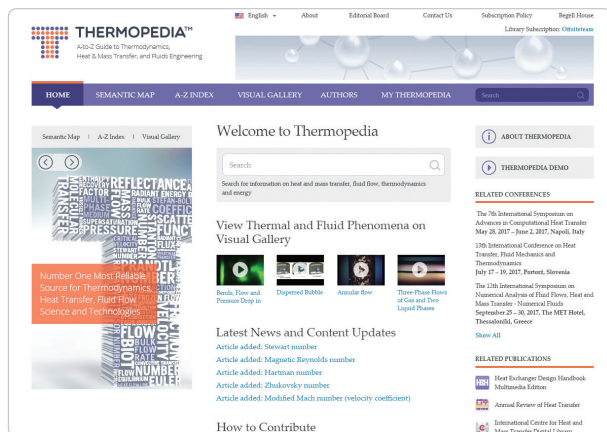 English
About
Editorial Board
Contact Us
Subscription Policy
Begell House
Library Subscription: Offsiteteam
THERMOPEDIA™
A-to-Z Guide to Thermodynamics,
Heat & Mass Transfer, and Fluids Engineering
HOME
SEMANTIC MAP
A-Z INDEX
VISUAL GALLERY
AUTHORS
MY THERMOPEDIA
Search
Semantic Map | A-Z Index | Visual Gallery
Number One Most Reliable
Source for Thermodynamics,
Heat Transfer, Fluid Flow
Science and Technologies
Welcome to Thermopedia
Search
Search for information on heat and mass transfer, fluid flow, thermodynamics
and energy
View Thermal and Fluid Phenomena on
Visual Gallery
Bends, Flow and
Pressure Drop in
Dispersed Bubble
Annular flow
Three-Phase Flows
of Gas and Two
Liquid Phases
Latest News and Content Updates
Article added: Stewart number
Article added: Magnetic Reynolds number
Article added: Hartman number
Article added: Zhukovsky number
Article added: Modified Mach number (velocity coefficient)
How to Contribute
ABOUT THERMOPEDIA
THERMOPEDIA DEMO
RELATED CONFERENCES
The 7th International Symposium on
Advances in Computational Heat Transfer
May 28, 2017 – June 2, 2017, Napoli, Italy
13th International Conference on Heat
Transfer, Fluid Mechanics and
Thermodynamics
July 17 – 19, 2017, Portorž, Slovenia
The 12th International Symposium on
Numerical Analysis of Fluid Flows, Heat and
Mass Transfer - Numerical Fluids
September 25 – 30, 2017, The MET Hotel,
Thessaloniki, Greece
Show All
RELATED PUBLICATIONS
Heat Exchanger Design Handbook
Multimedia Edition
Annual Review of Heat Transfer
International Centre for Heat and
Mass Transfer Digital Library